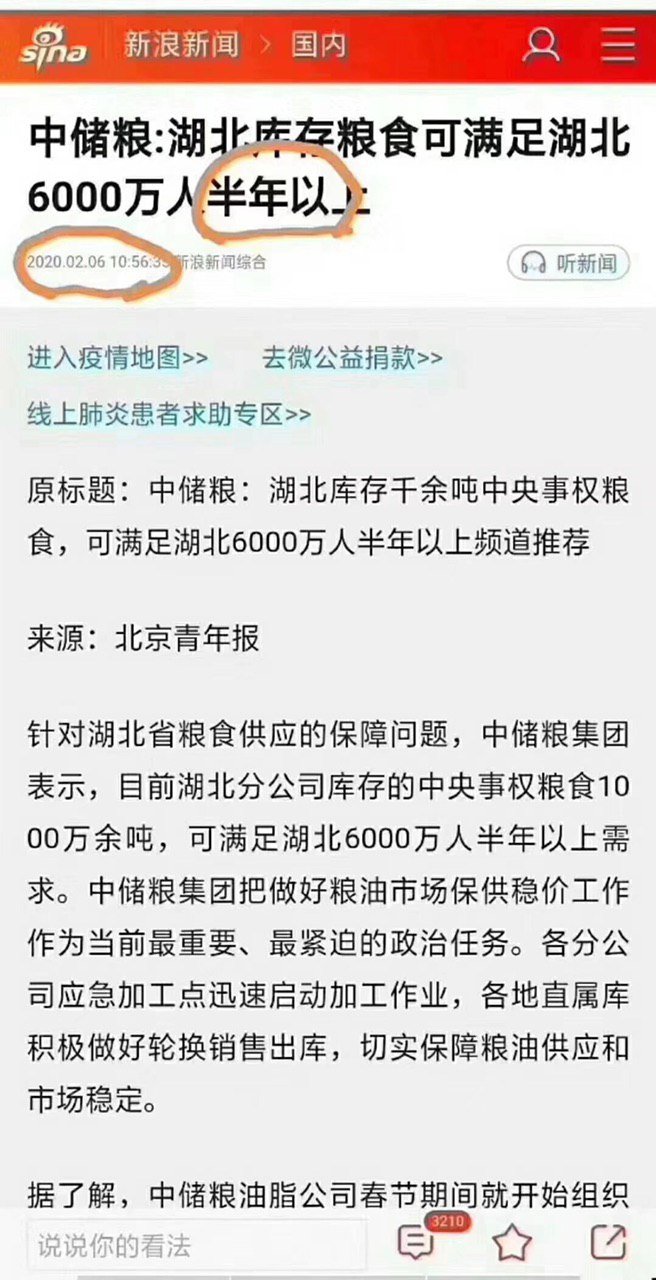 sina 新浪新闻 > 国内
中储粮:湖北库存粮食可满足湖北
6000万人半年以上
2020.02.06 10:56:35 新浪新闻综合
听新闻
进入疫情地图>> 去微公益捐款>>
线上肺炎患者求助专区>>
原标题：中储粮：湖北库存千余吨中央事权粮
食，可满足湖北6000万人半年以上频道推荐
来源：北京青年报
针对湖北省粮食供应的保障问题，中储粮集团
表示，目前湖北分公司库存的中央事权粮食10
00万余吨，可满足湖北6000万人半年以上需
求。中储粮集团把做好粮油市场保供稳价工作
作为当前最重要、最紧迫的政治任务。各分公
司应急加工点迅速启动加工作业，各地直属库
积极做好轮换销售出库，切实保障粮油供应和
市场稳定。
据了解，中储粮油脂公司春节期间就开始组织
说说你的看法
3210